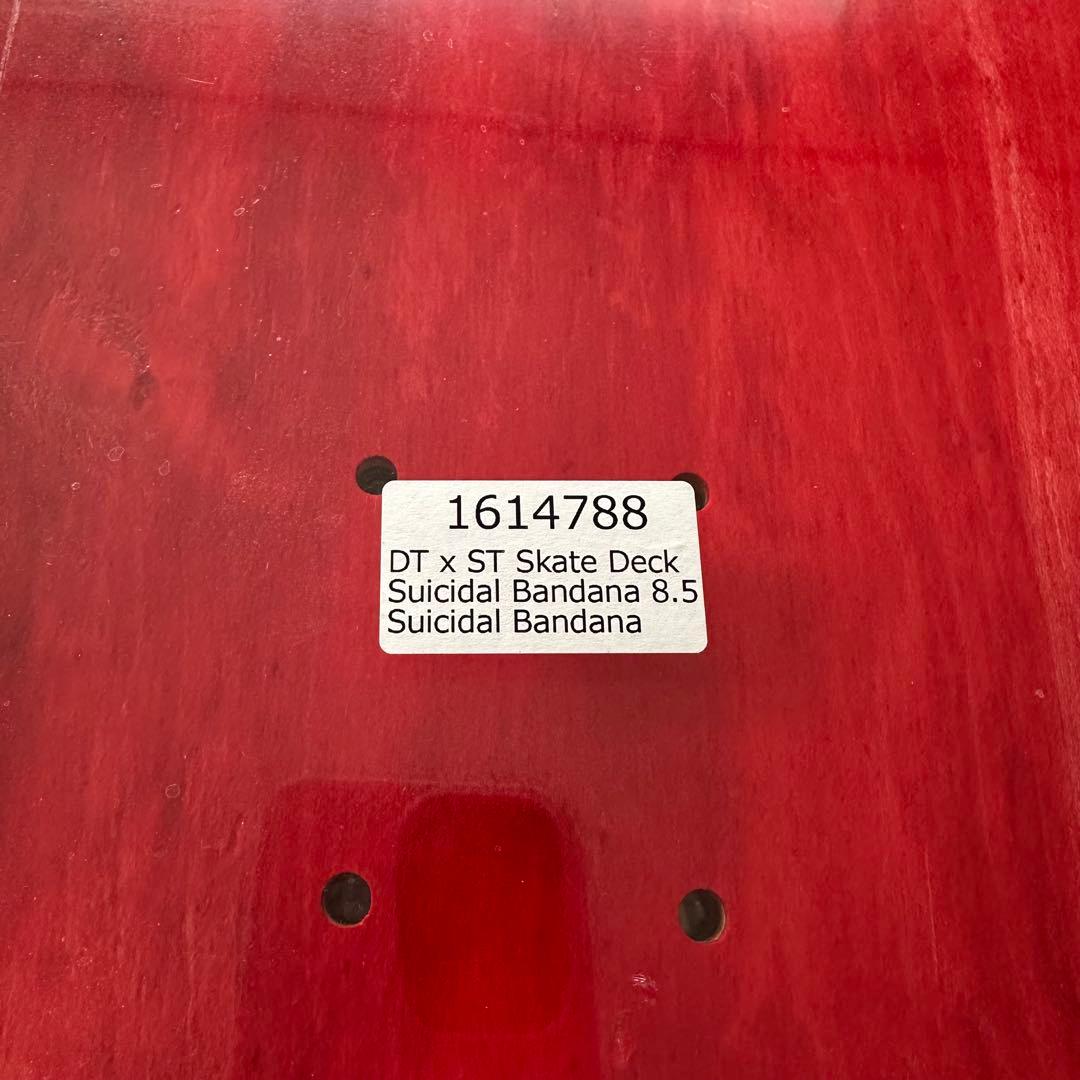 1614788
DT x ST Skate Deck
Suicidal Bandana 8.5
Suicidal Bandana